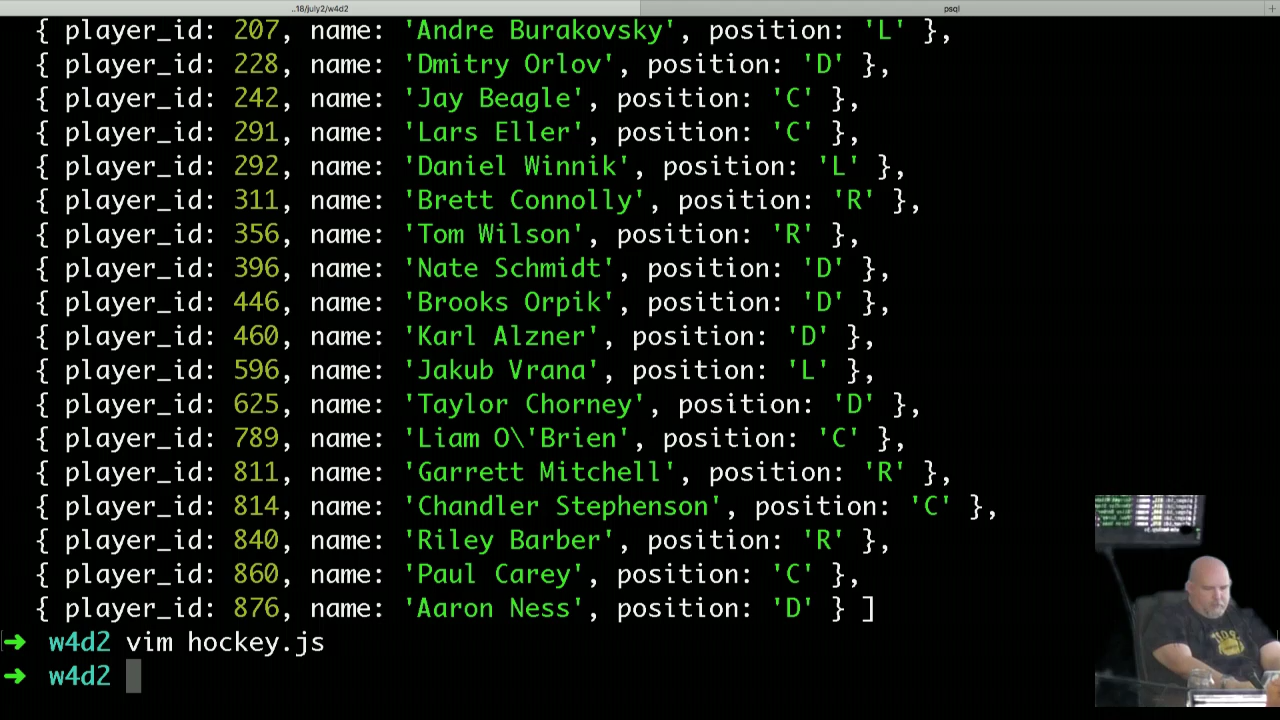 ..18/july2/w4d2
psql
{ player_id: 207, name: 'Andre Burakovsky', position: 'L' },
{ player_id: 228, name: 'Dmitry Orlov', position: 'D' },
{ player_id: 242, name: 'Jay Beagle', position: 'C' },
{ player_id: 291, name: 'Lars Eller', position: 'C' },
{ player_id: 292, name: 'Daniel Winnik', position: 'L' },
{ player_id: 311, name: 'Brett Connolly', position: 'R' },
{ player_id: 356, name: 'Tom Wilson', position: 'R' },
{ player_id: 396, name: 'Nate Schmidt', position: 'D' },
{ player_id: 446, name: 'Brooks Orpik', position: 'D' },
{ player_id: 460, name: 'Karl Alzner', position: 'D' },
{ player_id: 596, name: 'Jakub Vrana', position: 'L' },
{ player_id: 625, name: 'Taylor Chorney', position: 'D' },
{ player_id: 789, name: 'Liam O\'Brien', position: 'C' },
{ player_id: 811, name: 'Garrett Mitchell', position: 'R' },
{ player_id: 814, name: 'Chandler Stephenson', position: 'C' },
{ player_id: 840, name: 'Riley Barber', position: 'R' },
{ player_id: 860, name: 'Paul Carey', position: 'C' },
{ player_id: 876, name: 'Aaron Ness', position: 'D' } ]
➜ w4d2 vim hockey.js
➜ w4d2